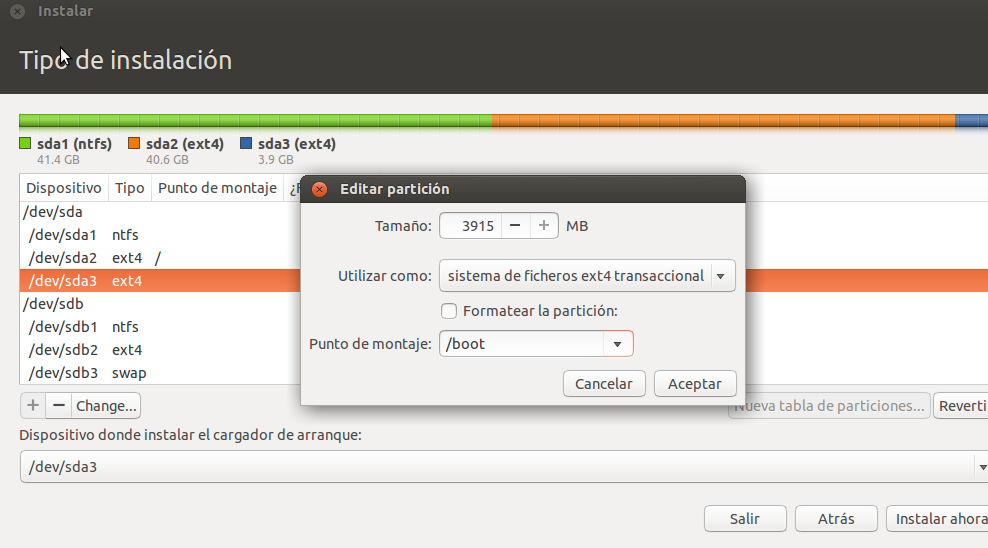 Instalar
Tipo de instalación
sda1 (ntfs) sda2 (ext4) sda3 (ext4)
41.4 GB 40.6 GB 3.9 GB
Dispositivo Tipo Punto de montaje
/dev/sda
/dev/sda1 ntfs
/dev/sda2 ext4 /
/dev/sda3 ext4
/dev/sdb
/dev/sdb1 ntfs
/dev/sdb2 ext4
/dev/sdb3 swap
Editar partición
Tamaño: 3915 − + MB
Utilizar como: sistema de ficheros ext4 transaccional
Formatear la partición:
Punto de montaje: /boot
Cancelar Aceptar
+ − Change... Nueva tabla de particiones... Reverti
Dispositivo donde instalar el cargador de arranque:
/dev/sda3
Salir Atrás Instalar ahora